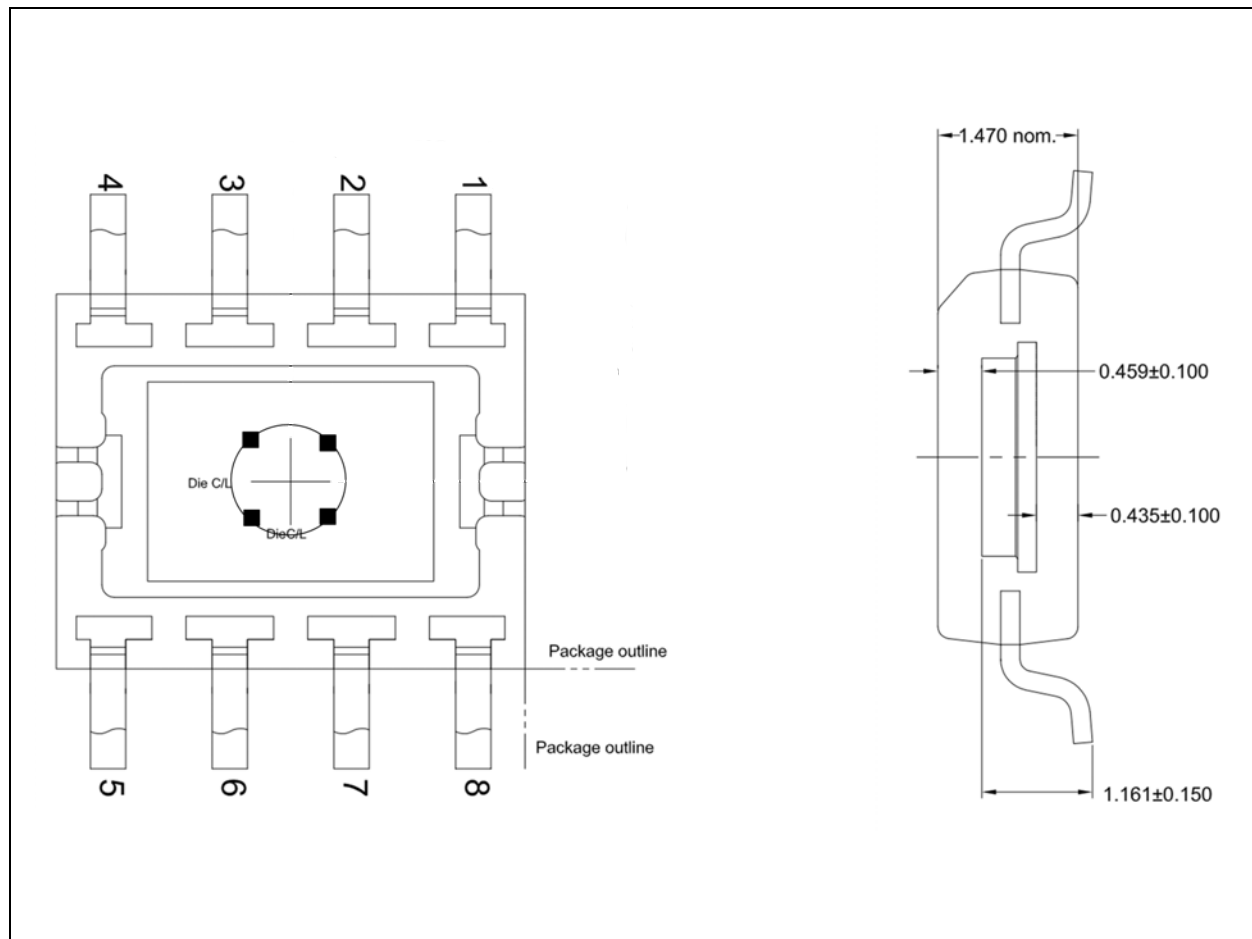 1.470 nom.
4 3 2 1
0.459±0.100
Die C/L
0.435±0.100
DieC/L
Package outline
Package outline
5 6 7 8
1.161±0.150